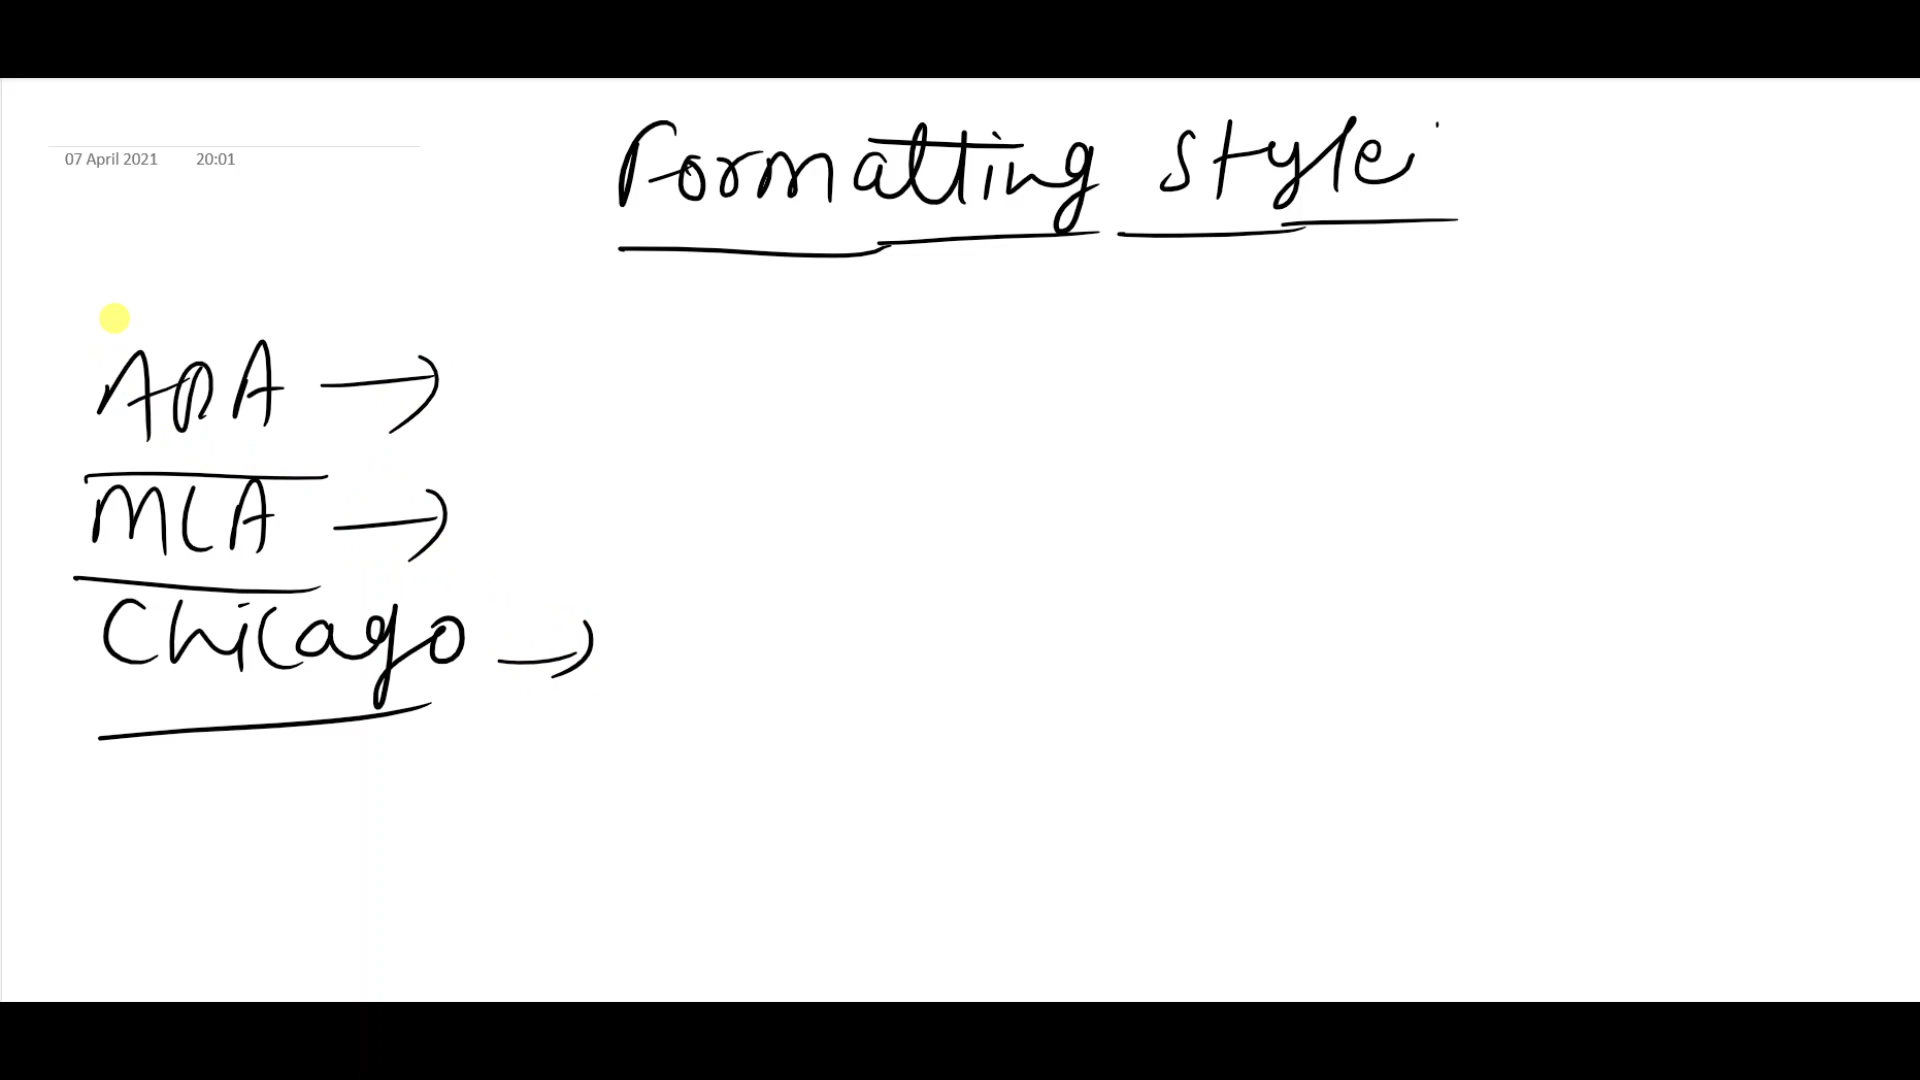 Formatting style
07 April 2021 20:01
APA →
MLA →
Chicago →